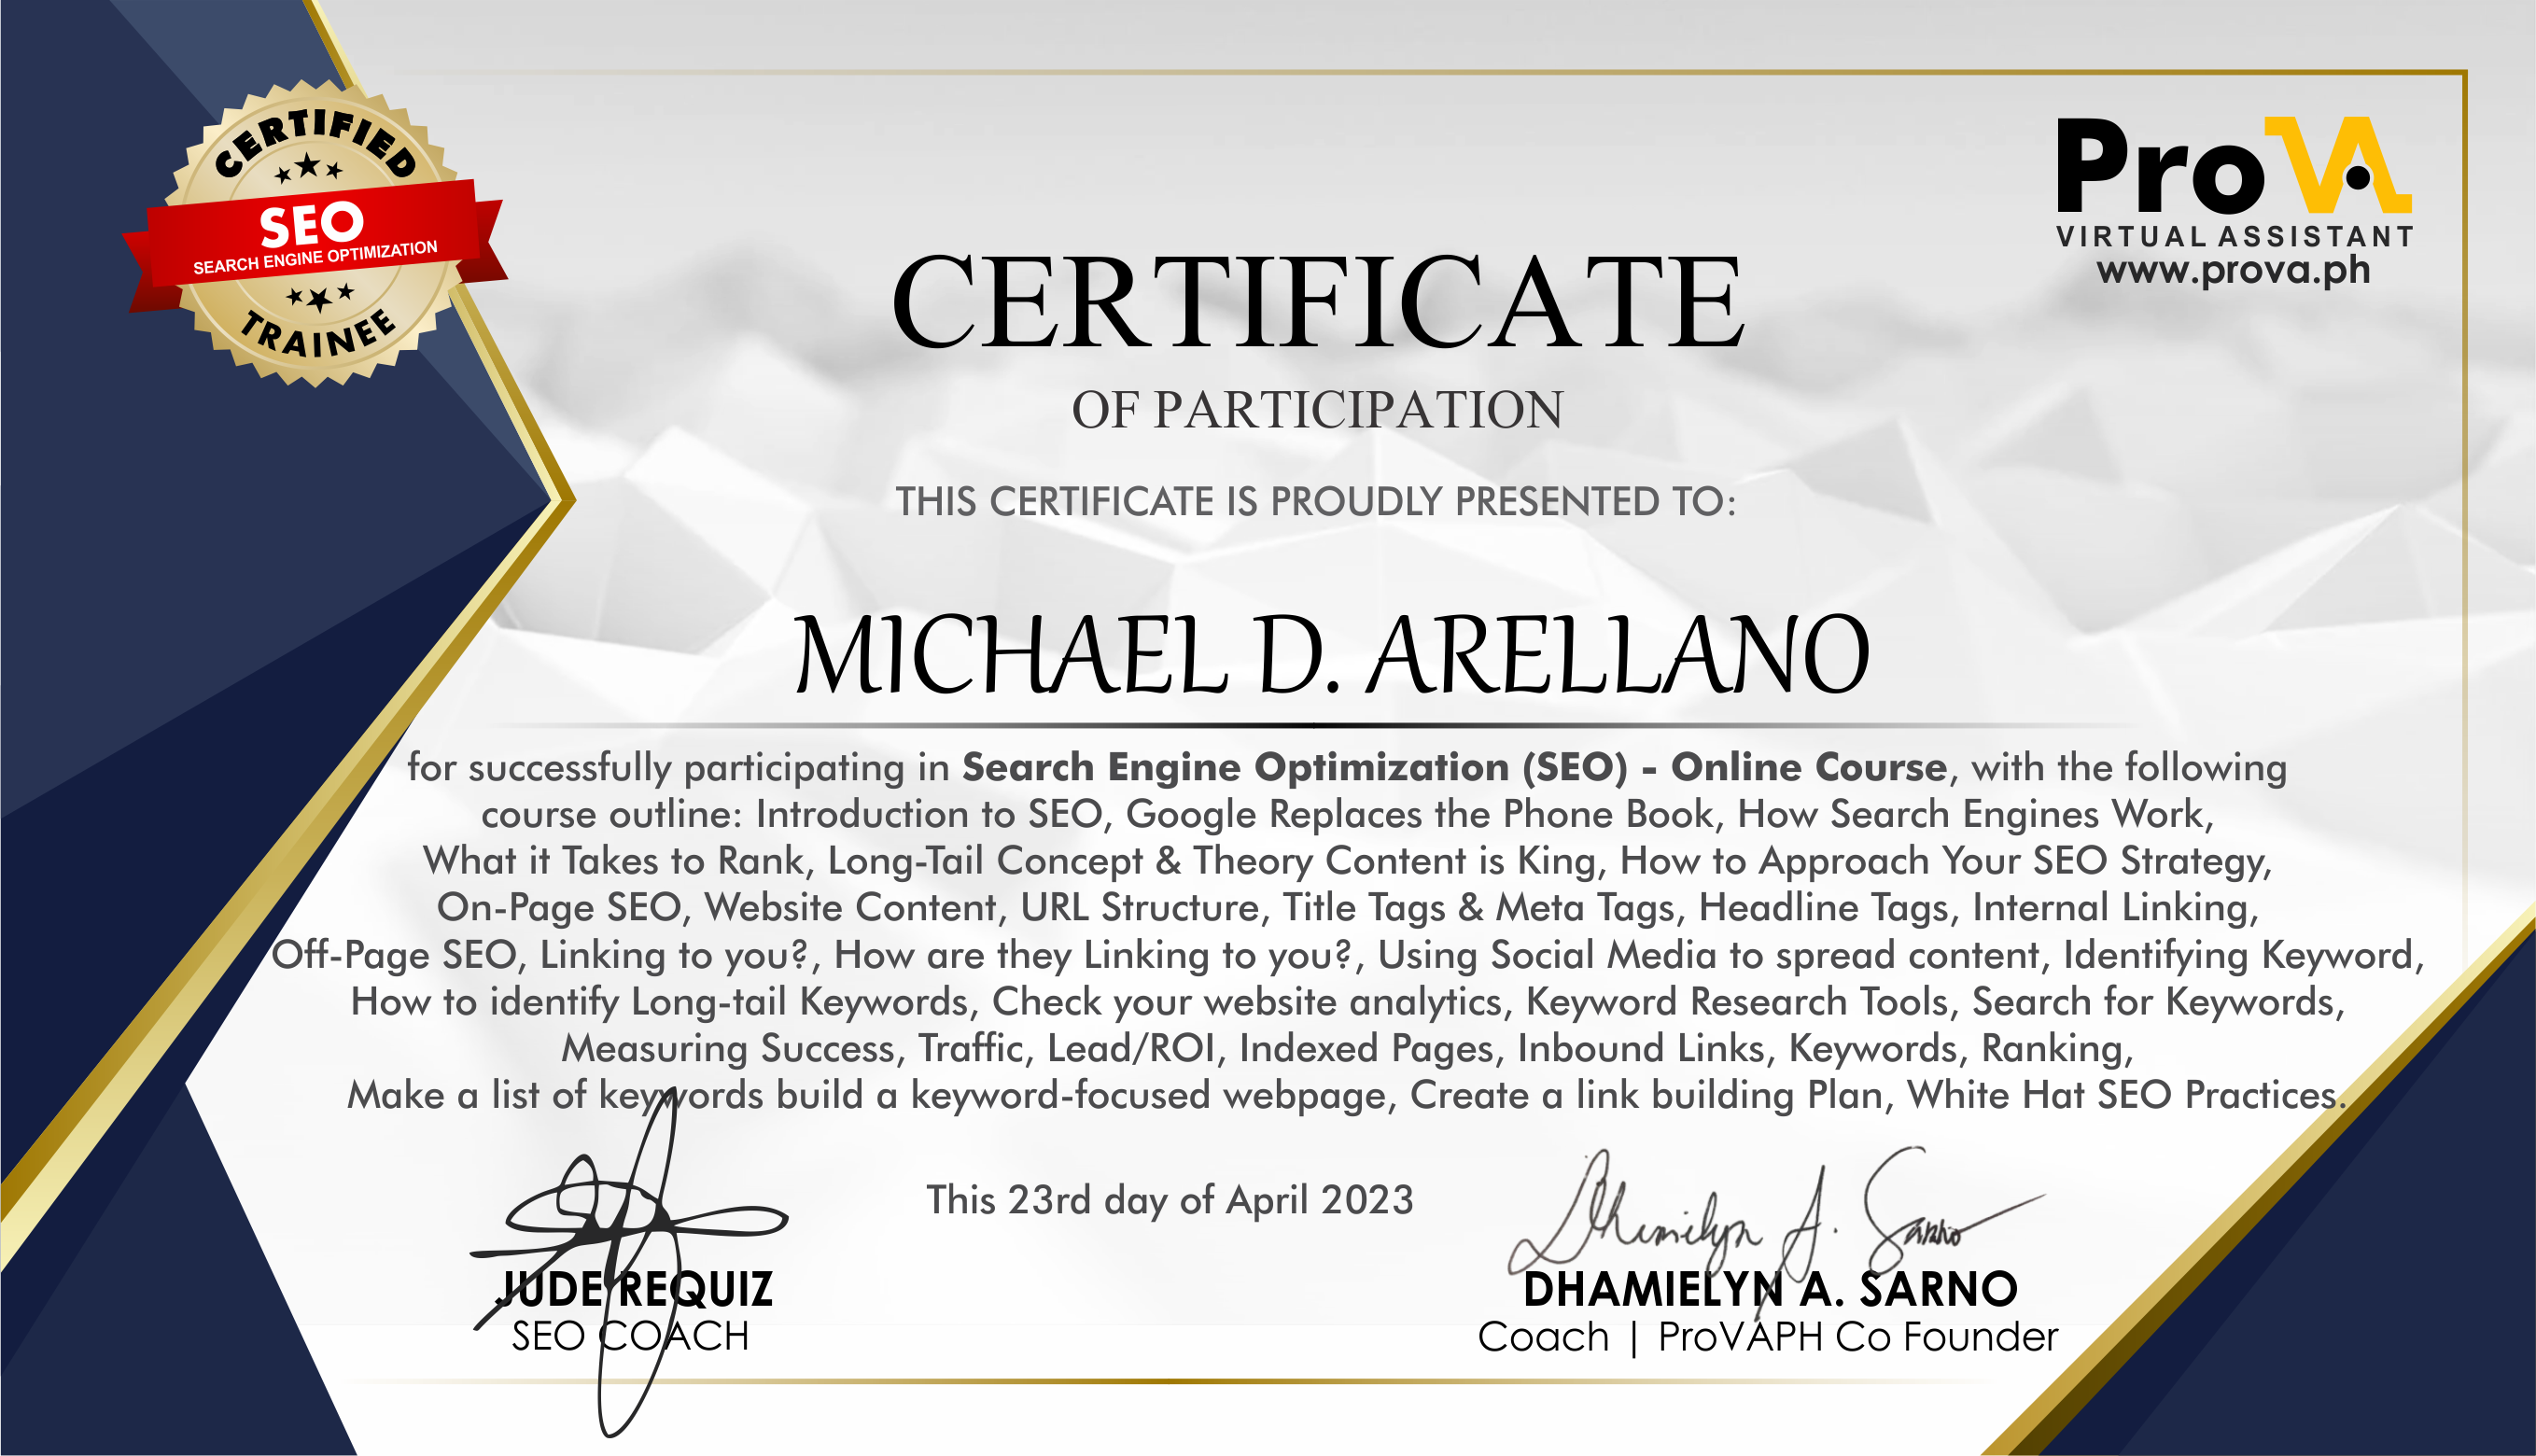 CERTIFIED
SEO
SEARCH ENGINE OPTIMIZATION
TRAINEE
ProVA
VIRTUAL ASSISTANT
www.prova.ph
CERTIFICATE
OF PARTICIPATION
THIS CERTIFICATE IS PROUDLY PRESENTED TO:
MICHAEL D. ARELLANO
for successfully participating in Search Engine Optimization (SEO) - Online Course, with the following
course outline: Introduction to SEO, Google Replaces the Phone Book, How Search Engines Work,
What it Takes to Rank, Long-Tail Concept & Theory Content is King, How to Approach Your SEO Strategy,
On-Page SEO, Website Content, URL Structure, Title Tags & Meta Tags, Headline Tags, Internal Linking,
Off-Page SEO, Linking to you?, How are they Linking to you?, Using Social Media to spread content, Identifying Keyword,
How to identify Long-tail Keywords, Check your website analytics, Keyword Research Tools, Search for Keywords,
Measuring Success, Traffic, Lead/ROI, Indexed Pages, Inbound Links, Keywords, Ranking,
Make a list of keywords build a keyword-focused webpage, Create a link building Plan, White Hat SEO Practices.
This 23rd day of April 2023
JUDE REQUIZ
SEO COACH
Dhamielyn A. Sarno
DHAMIELYN A. SARNO
Coach | ProVAPH Co Founder